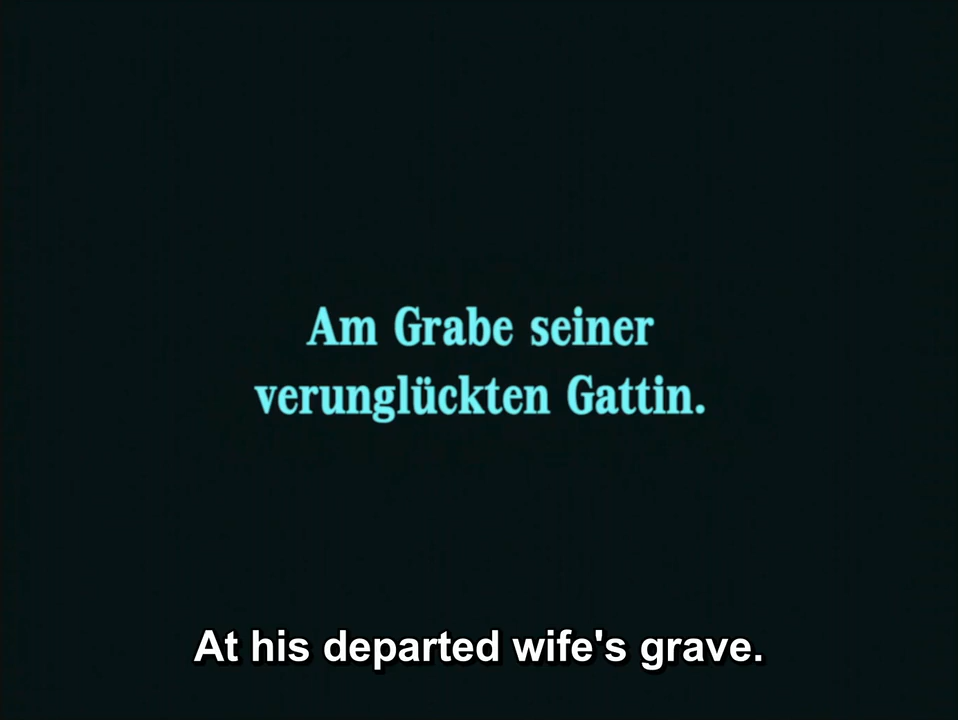 Am Grabe seiner
verunglückten Gattin.
At his departed wife's grave.